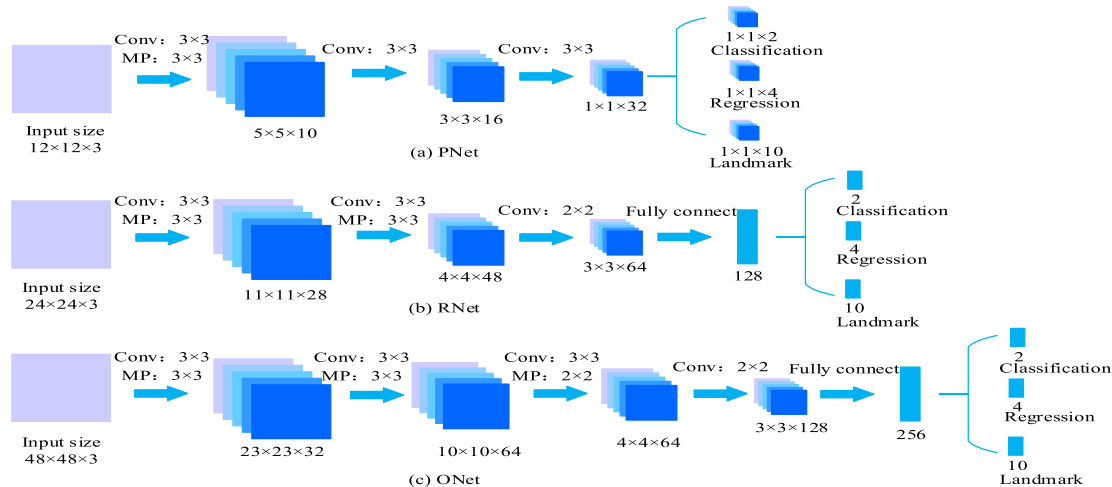 Conv：3×3
MP：3×3
Conv：3×3
Conv：3×3
1×1×2
Classification
1×1×4
Regression
1×1×10
Landmark
Input size
12×12×3
5×5×10
3×3×16
1×1×32
(a) PNet
Conv：3×3
MP：3×3
Conv：3×3
MP：3×3
Conv：2×2
Fully connect
2
Classification
4
Regression
10
Landmark
Input size
24×24×3
11×11×28
4×4×48
3×3×64
128
(b) RNet
Conv：3×3
MP：3×3
Conv：3×3
MP：3×3
Conv：3×3
MP：2×2
Conv：2×2
Fully connect
2
Classification
4
Regression
10
Landmark
Input size
48×48×3
23×23×32
10×10×64
4×4×64
3×3×128
256
(c) ONet